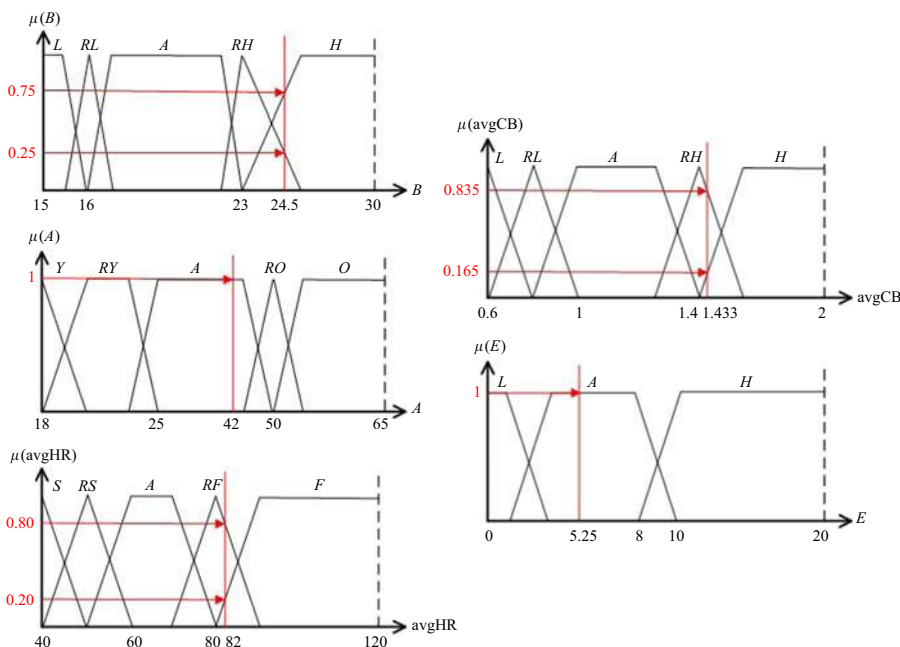 μ(B)
L RL A RH H
0.75
0.25
B
15 16 23 24.5 30
μ(A)
Y RY A RO O
1
A
18 25 42 50 65
μ(avgHR)
S RS A RF F
0.80
0.20
avgHR
40 60 80 82 120
μ(avgCB)
L RL A RH H
0.835
0.165
avgCB
0.6 1 1.4 1.433 2
μ(E)
L A H
1
E
0 5.25 8 10 20